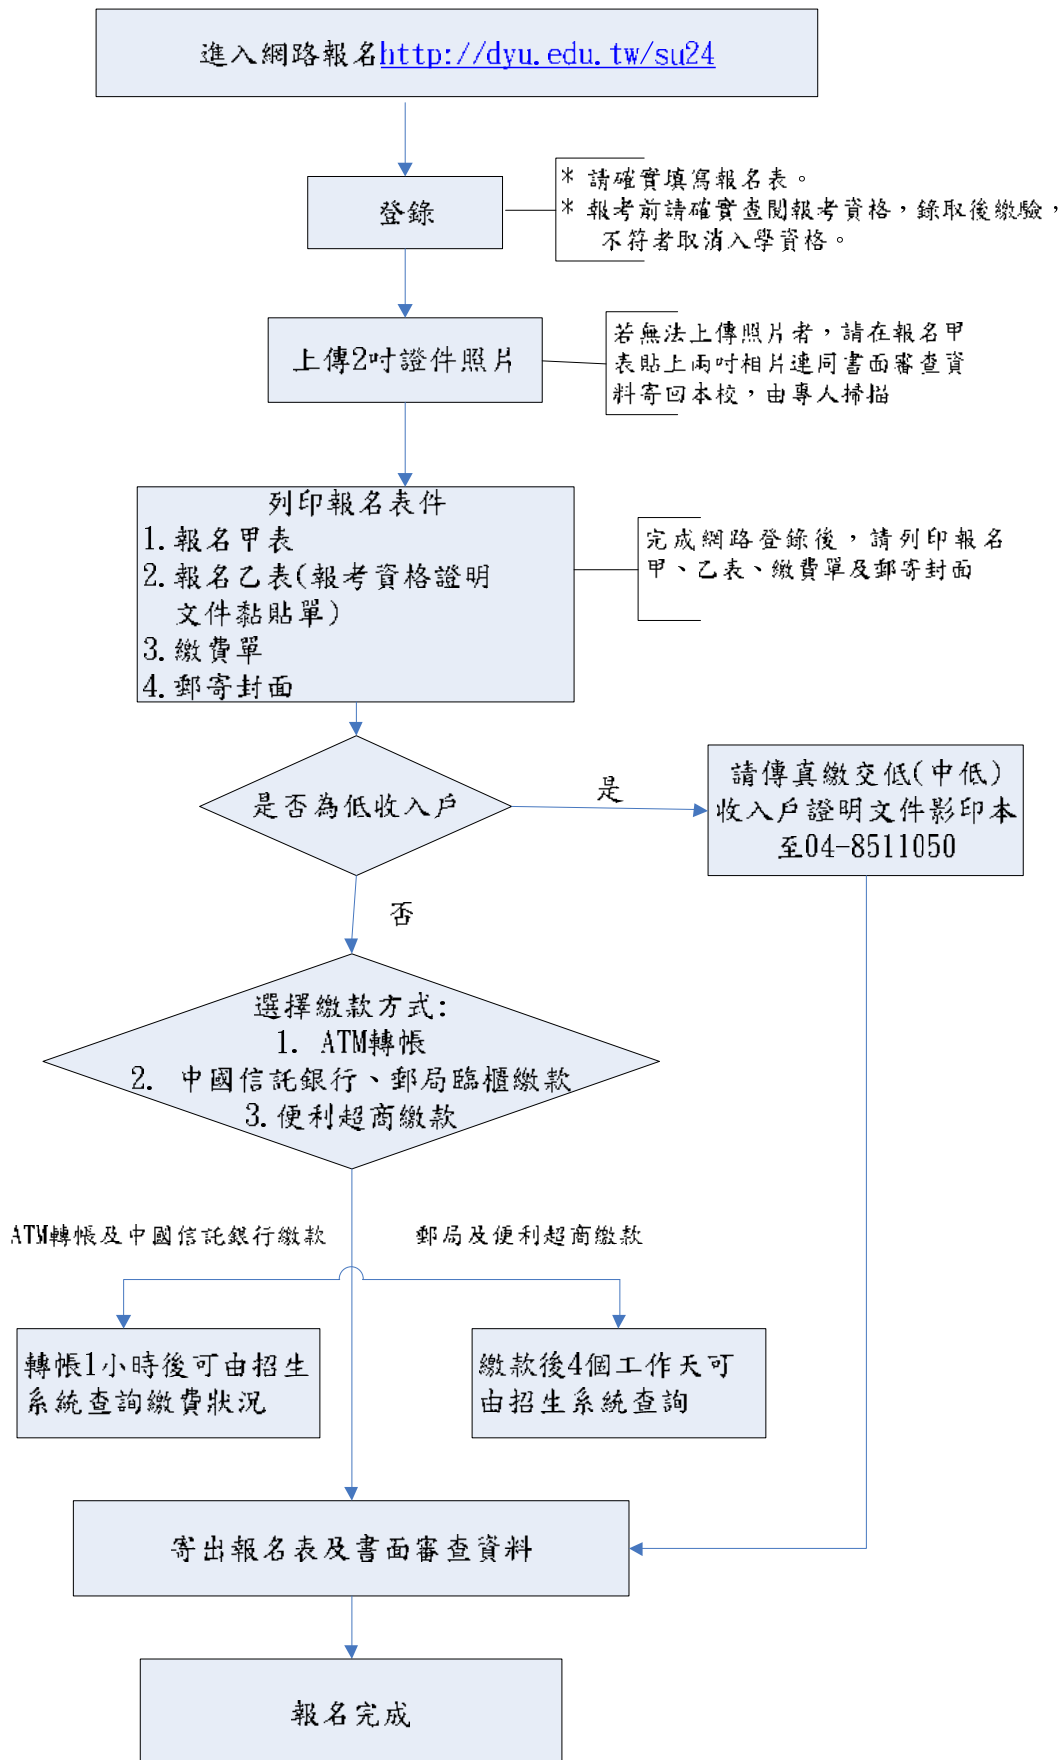 進入網路報名http://dyu.edu.tw/su24
登錄
* 請確實填寫報名表。
* 報考前請確實查閱報考資格，錄取後繳驗，
不符者取消入學資格。
上傳2吋證件照片
若無法上傳照片者，請在報名甲
表貼上兩吋相片連同書面審查資
料寄回本校，由專人掃描
列印報名表件
1.報名甲表
2.報名乙表(報考資格證明
文件黏貼單)
3.繳費單
4.郵寄封面
完成網路登錄後，請列印報名
甲、乙表、繳費單及郵寄封面
是否為低收入戶
是
請傳真繳交低(中低)
收入戶證明文件影印本
至04-8511050
否
選擇繳款方式:
1. ATM轉帳
2. 中國信託銀行、郵局臨櫃繳款
3.便利超商繳款
ATM轉帳及中國信託銀行繳款
郵局及便利超商繳款
轉帳1小時後可由招生
系統查詢繳費狀況
繳款後4個工作天可
由招生系統查詢
寄出報名表及書面審查資料
報名完成